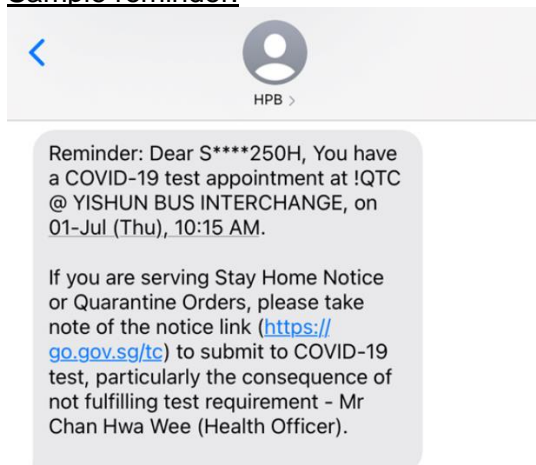 Sample reminder:
HPB >
Reminder: Dear S****250H, You have
a COVID-19 test appointment at !QTC
@ YISHUN BUS INTERCHANGE, on
01-Jul (Thu), 10:15 AM.
If you are serving Stay Home Notice
or Quarantine Orders, please take
note of the notice link (https://
go.gov.sg/tc) to submit to COVID-19
test, particularly the consequence of
not fulfilling test requirement - Mr
Chan Hwa Wee (Health Officer).